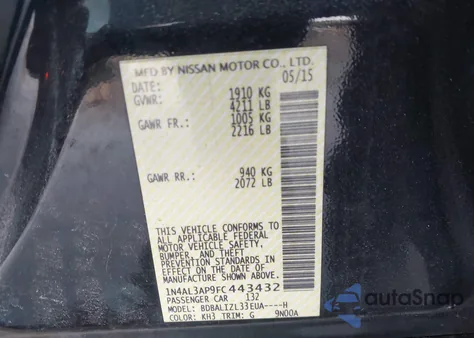 MFD BY NISSAN MOTOR CO., LTD.
DATE: 05/15
GVWR: 1910 KG
4211 LB
GAWR FR.: 1005 KG
2216 LB
GAWR RR.: 940 KG
2072 LB
THIS VEHICLE CONFORMS TO
ALL APPLICABLE FEDERAL
MOTOR VEHICLE SAFETY,
BUMPER, AND THEFT
PREVENTION STANDARDS IN
EFFECT ON THE DATE OF
MANUFACTURE SHOWN ABOVE.
1N4AL3AP9FC443432
PASSENGER CAR 132
MODEL: BDBALIZL33EUA----H
COLOR: KH3 TRIM: G 9N00A
autoSnap